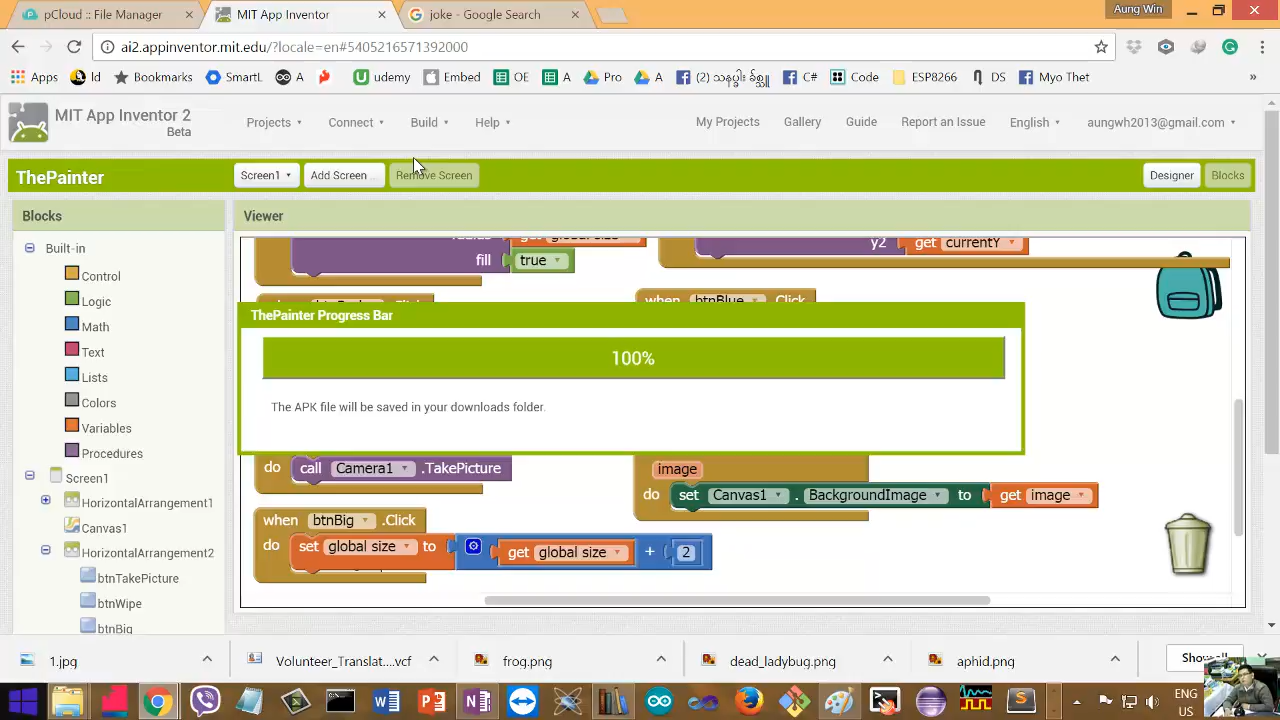 pCloud :: File Manager
MIT App Inventor
joke - Google Search
Aung Win
ai2.appinventor.mit.edu/?locale=en#5405216571392000
Apps
Id
Bookmarks
SmartL
A
udemy
Embed
OE
A
Pro
A
C#
Code
ESP8266
DS
Myo Thet
»
MIT App Inventor 2
Beta
Projects
Connect
Build
Help
My Projects
Gallery
Guide
Report an Issue
English
aungwh2013@gmail.com
ThePainter
Screen1
Add Screen
Remove Screen
Designer
Blocks
Blocks
Viewer
Built-in
Control
Logic
Math
Text
Lists
Colors
Variables
Procedures
Screen1
HorizontalArrangement1
Canvas1
HorizontalArrangement2
btnTakePicture
btnWipe
btnBig
fill
true
y2 get currentY
when btnBlue .Click
ThePainter Progress Bar
100%
The APK file will be saved in your downloads folder.
do call Camera1 .TakePicture
image
do set Canvas1 . BackgroundImage to get image
when btnBig .Click
do set global size to get global size + 2
1.jpg
Volunteer_Translat....vcf
frog.png
dead_ladybug.png
aphid.png
ENG
US